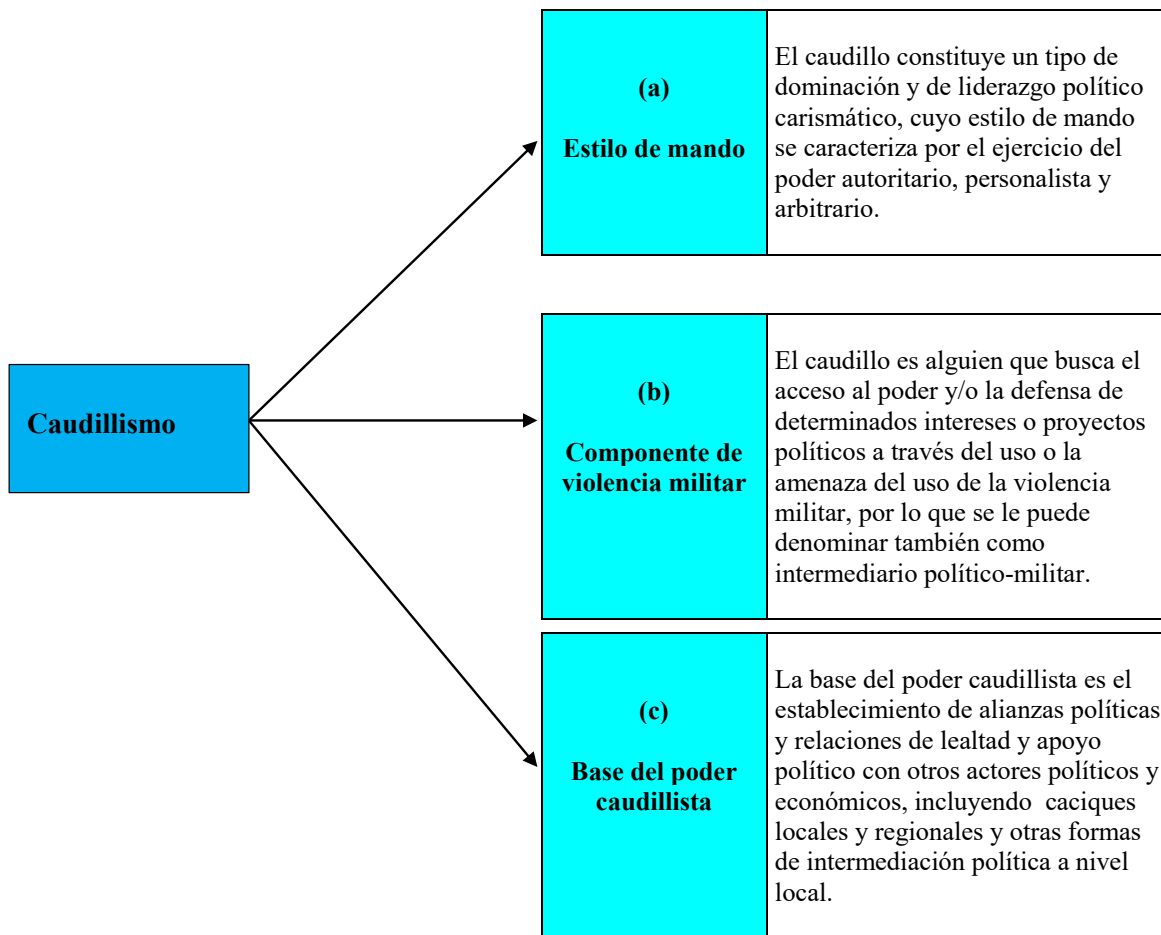 Caudillismo
(a)
Estilo de mando
El caudillo constituye un tipo de
dominación y de liderazgo político
carismático, cuyo estilo de mando
se caracteriza por el ejercicio del
poder autoritario, personalista y
arbitrario.
(b)
Componente de
violencia militar
El caudillo es alguien que busca el
acceso al poder y/o la defensa de
determinados intereses o proyectos
políticos a través del uso o la
amenaza del uso de la violencia
militar, por lo que se le puede
denominar también como
intermediario político-militar.
(c)
Base del poder
caudillista
La base del poder caudillista es el
establecimiento de alianzas políticas
y relaciones de lealtad y apoyo
político con otros actores políticos y
económicos, incluyendo  caciques
locales y regionales y otras formas
de intermediación política a nivel
local.